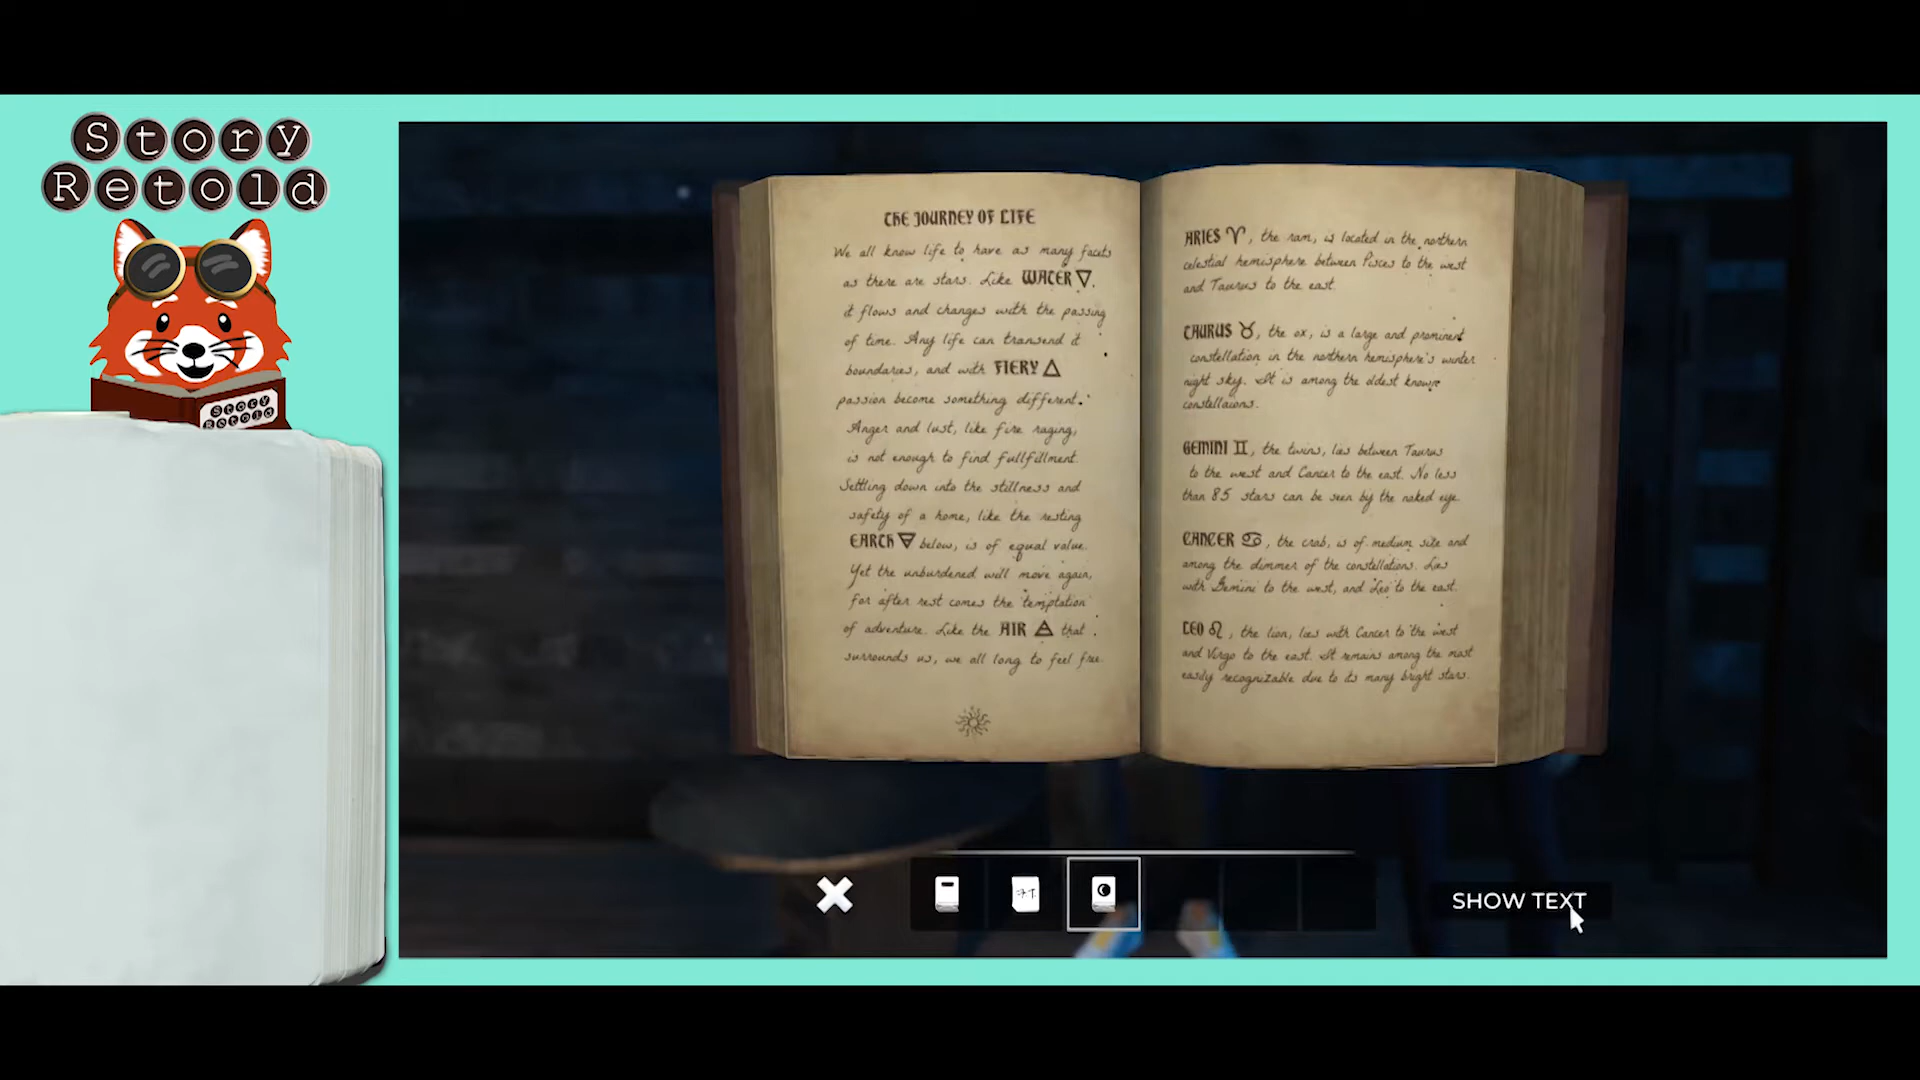 Story
Retold
Story
Retold
THE JOURNEY OF LIFE
We all know life to have as many facets
as there are stars. Like WATER 🜄,
it flows and changes with the passing
of time. Any life can transend it
boundaries, and with FIERY 🜂
passion become something different.
Anger and lust, like fire raging,
is not enough to find fullfillment.
Settling down into the stillness and
safety of a home, like the resting
EARTH 🜃 below, is of equal value.
Yet the unburdened will move again,
for after rest comes the temptation
of adventure. Like the AIR 🜁 that
surrounds us, we all long to feel free.
ARIES ♈, the ram, is located in the northern
celestial hemisphere between Pisces to the west
and Taurus to the east.
TAURUS ♉, the ox, is a large and prominent
constellation in the northern hemisphere's winter
night sky. It is among the oldest known
constellaions.
GEMINI ♊, the twins, lies between Taurus
to the west and Cancer to the east. No less
than 85 stars can be seen by the naked eye.
CANCER ♋, the crab, is of medium size and
among the dimmer of the constellations. Lies
with Gemini to the west, and Leo to the east.
LEO ♌, the lion, lies with Cancer to the west
and Virgo to the east. It remains among the most
easily recognizable due to its many bright stars.
SHOW TEXT